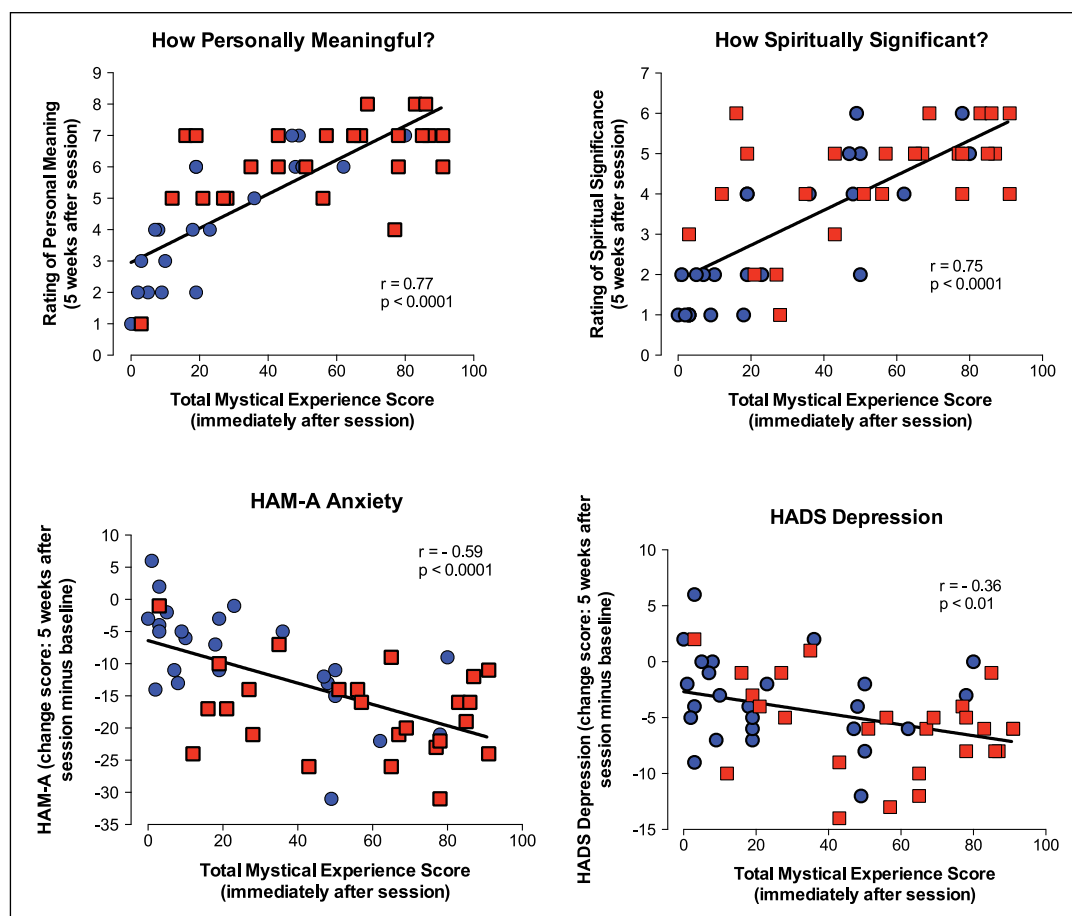 How Personally Meaningful?
Rating of Personal Meaning
(5 weeks after session)
9
8
7
6
5
4
3
2
1
0
r = 0.77
p < 0.0001
0 20 40 60 80 100
Total Mystical Experience Score
(immediately after session)
How Spiritually Significant?
Rating of Spiritual Significance
(5 weeks after session)
7
6
5
4
3
2
1
0
r = 0.75
p < 0.0001
0 20 40 60 80 100
Total Mystical Experience Score
(immediately after session)
HAM-A Anxiety
HAM-A (change score: 5 weeks after
session minus baseline)
10
5
0
-5
-10
-15
-20
-25
-30
-35
r = - 0.59
p < 0.0001
0 20 40 60 80 100
Total Mystical Experience Score
(immediately after session)
HADS Depression
HADS Depression (change score: 5 weeks after
session minus baseline)
10
5
0
-5
-10
-15
r = - 0.36
p < 0.01
0 20 40 60 80 100
Total Mystical Experience Score
(immediately after session)